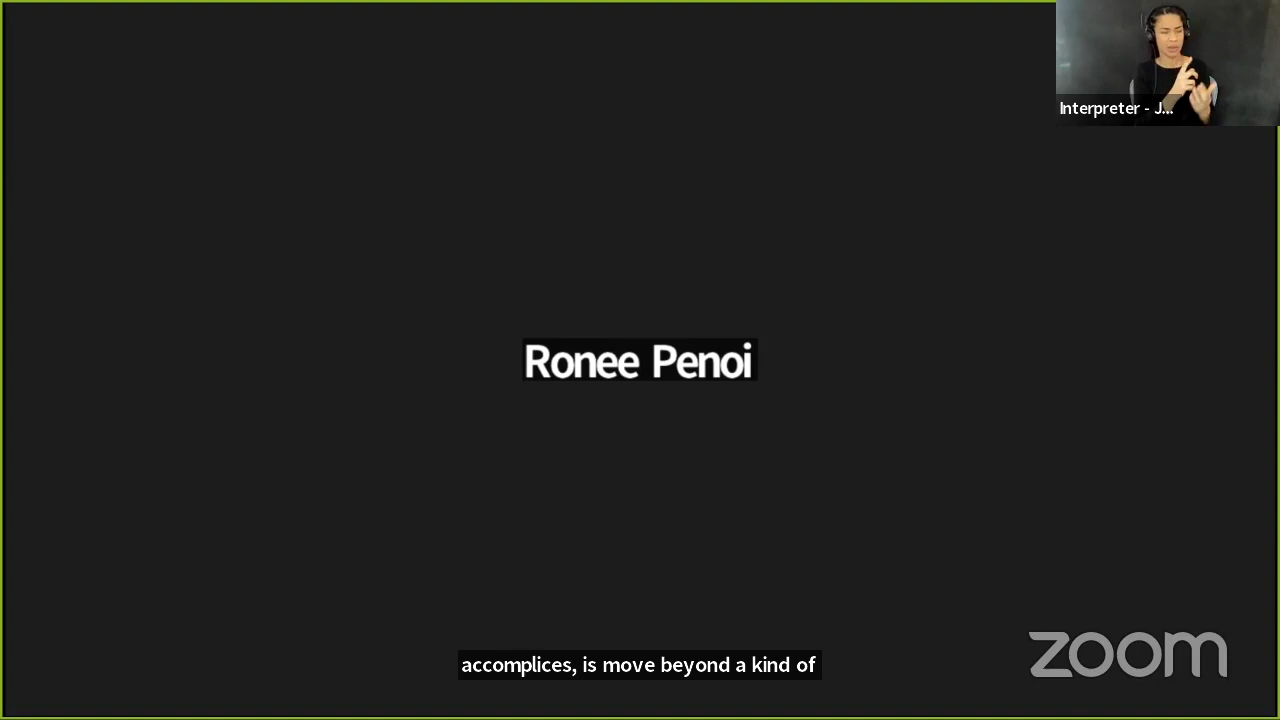 Interpreter - J...
Ronee Penoi
accomplices, is move beyond a kind of
zoom